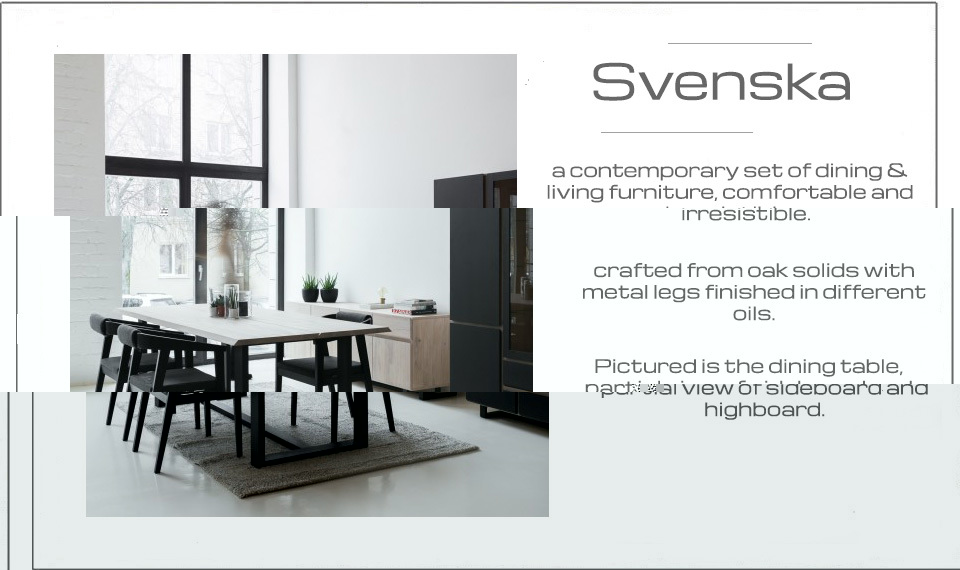 Svenska
a contemporary set of dining &
living furniture, comfortable and
irresistible.
crafted from oak solids with
metal legs finished in different
oils.
Pictured is the dining table,
partial view of sideboard and
highboard.